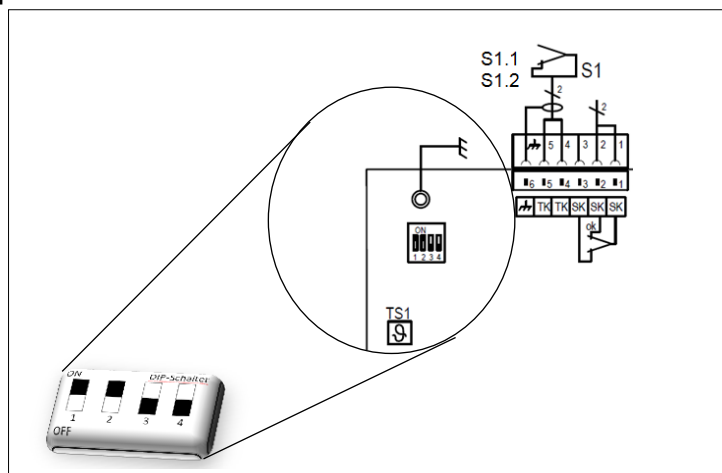 S1.1
S1.2
S1
2
2
5 4 3 2 1
6 5 4 3 2 1
TK TK SK SK SK
ok
ON
1 2 3 4
TS1
ϑ
ON DIP-Schalter
1 2 3 4
OFF